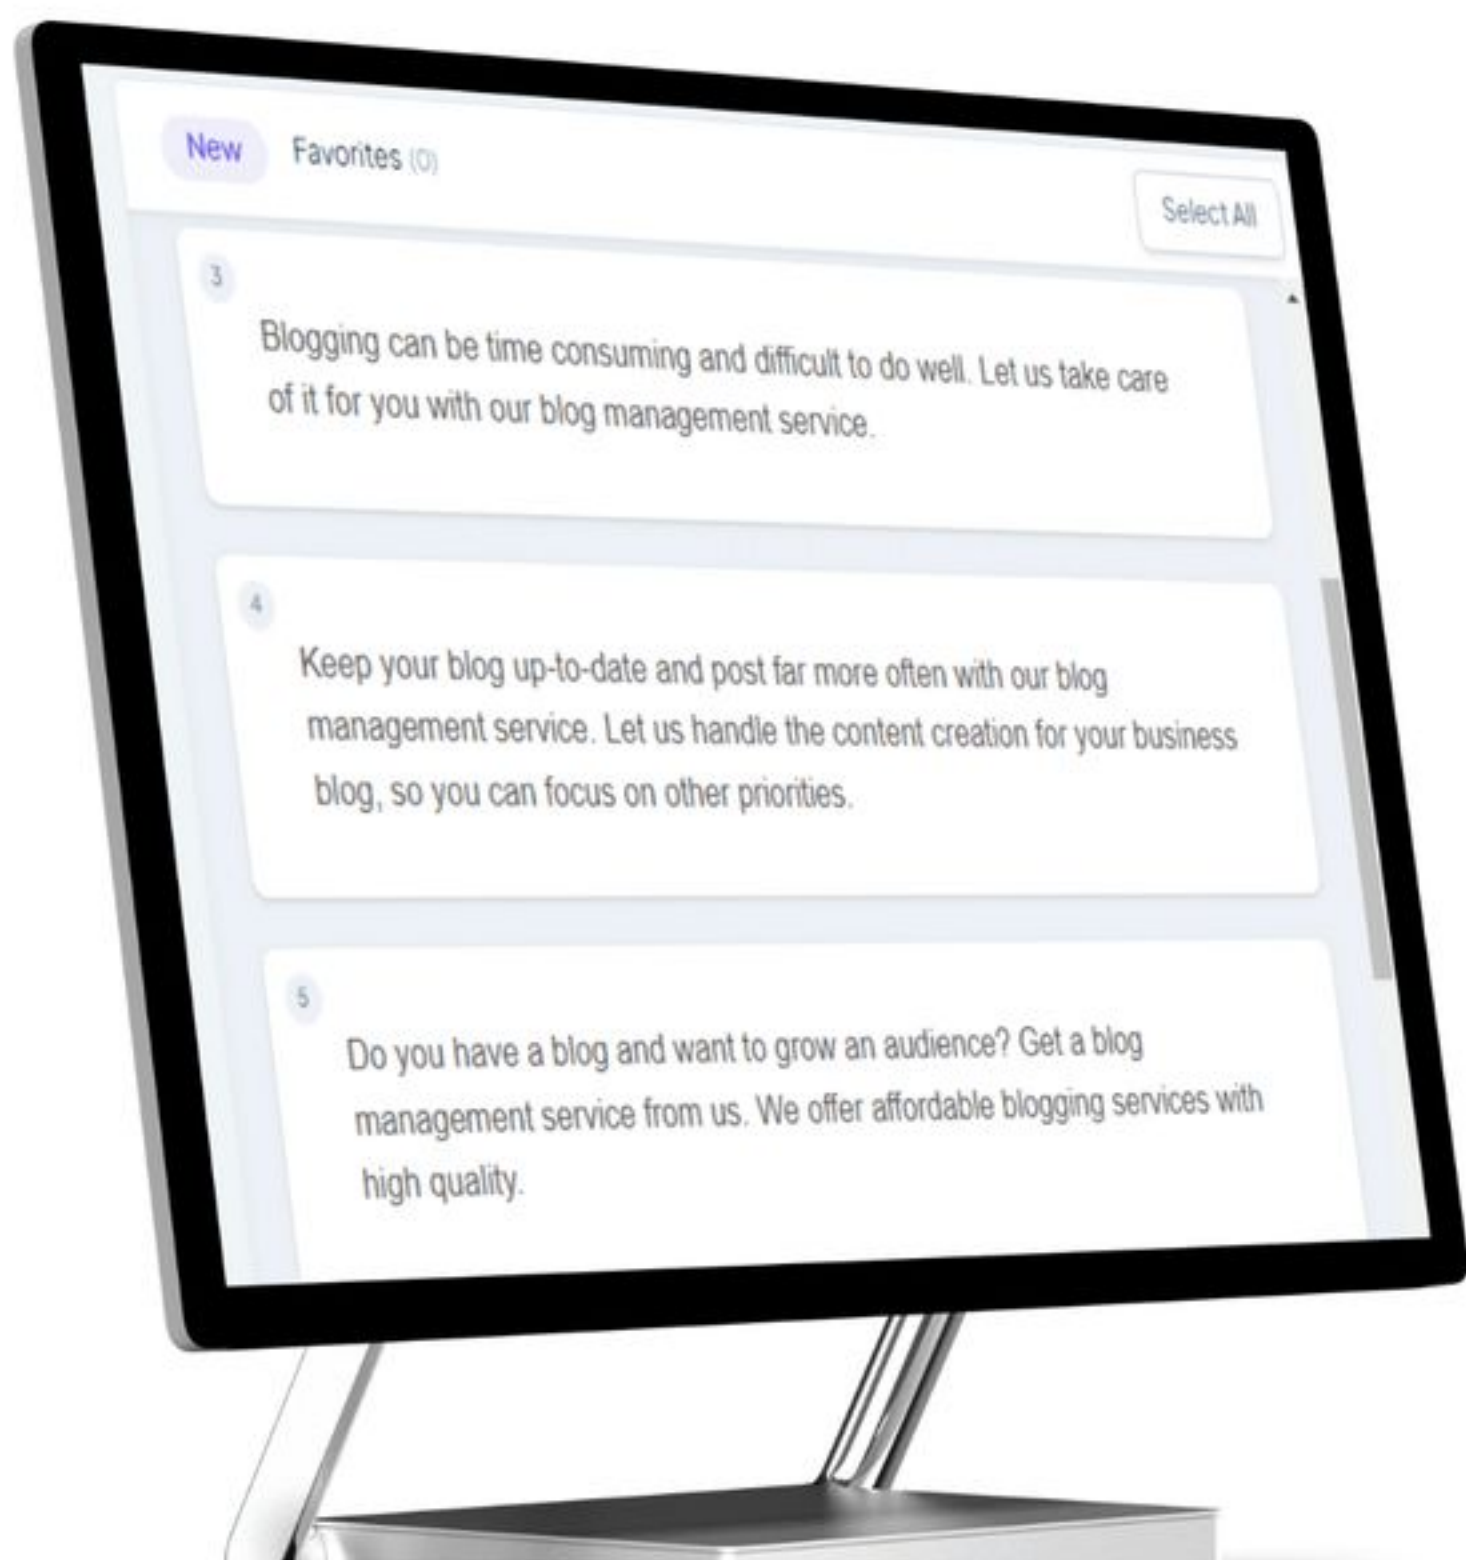 New Favorites (0)
Select All
3
Blogging can be time consuming and difficult to do well. Let us take care
of it for you with our blog management service.
4
Keep your blog up-to-date and post far more often with our blog
management service. Let us handle the content creation for your business
blog, so you can focus on other priorities.
5
Do you have a blog and want to grow an audience? Get a blog
management service from us. We offer affordable blogging services with
high quality.